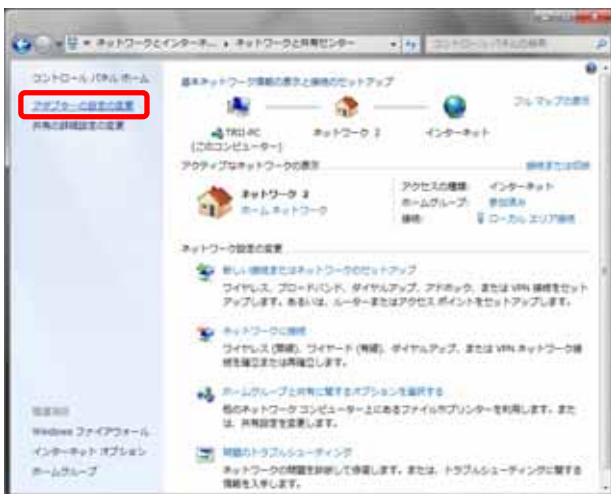 ネットワークとインターネ... ▸ ネットワークと共有センター
コントロール パネルの検索
コントロール パネル ホーム
アダプターの設定の変更
共有の詳細設定の変更
基本ネットワーク情報の表示と接続のセットアップ
フル マップの表示
ネットワーク 2
インターネット
(このコンピューター)
アクティブなネットワークの表示
接続または切断
ネットワーク 2
ホーム ネットワーク
アクセスの種類: インターネット
ホームグループ: 参加済み
接続: ローカル エリア接続
ネットワーク設定の変更
新しい接続またはネットワークのセットアップ
ワイヤレス、ブロードバンド、ダイヤルアップ、アドホック、または VPN 接続をセット
アップします。あるいは、ルーターまたはアクセス ポイントをセットアップします。
ネットワークに接続
ワイヤレス (無線)、ワイヤード (有線)、ダイヤルアップ、または VPN ネットワーク接
続を確立または再確立します。
ホームグループと共有に関するオプションを選択する
他のネットワーク コンピューター上にあるファイルやプリンターを利用します。また
は、共有設定を変更します。
問題のトラブルシューティング
ネットワークの問題を診断して修復します。または、トラブルシューティングに関する
情報を入手します。
関連項目
Windows ファイアウォール
インターネット オプション
ホームグループ